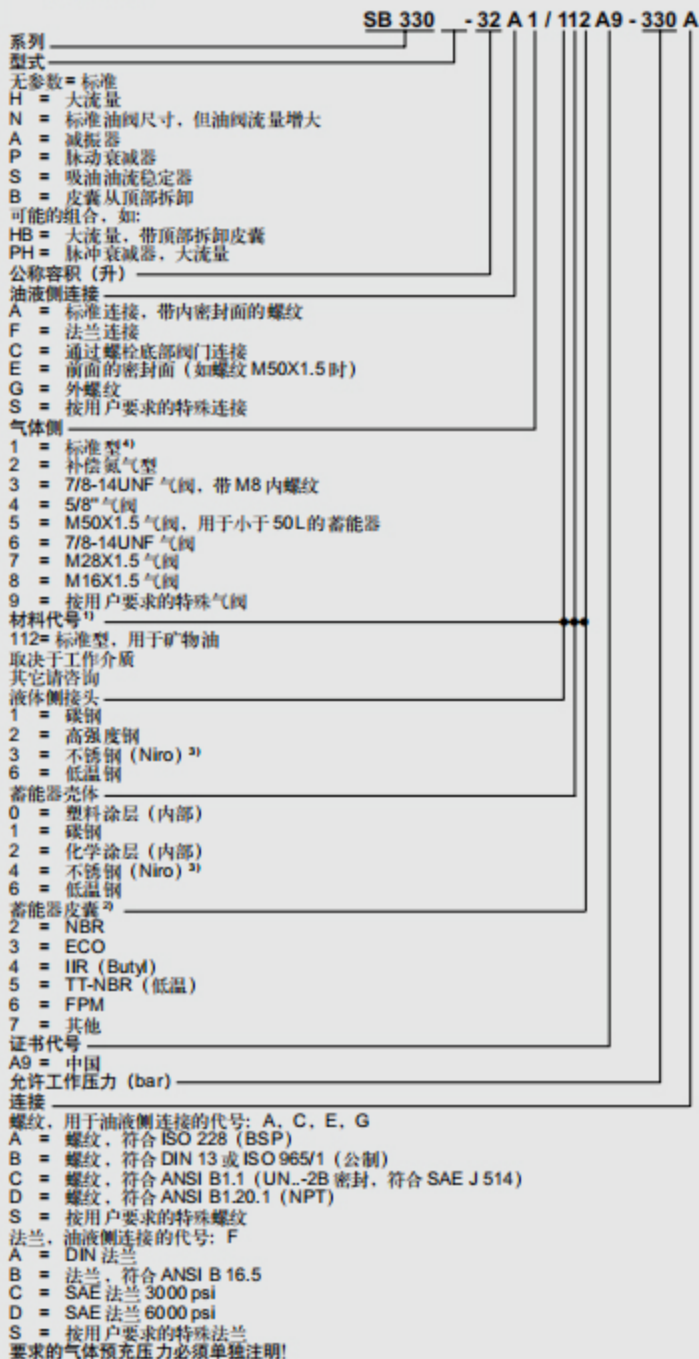 SB 330 - 32 A 1 / 112 A9 - 330 A
系列
型式
无参数= 标准
H = 大流量
N = 标准油阀尺寸，但油阀流量增大
A = 减振器
P = 脉动衰减器
S = 吸油油流稳定器
B = 皮囊从顶部拆卸
可能的组合，如:
HB = 大流量，带顶部拆卸皮囊
PH = 脉冲衰减器，大流量
公称容积（升）
油液侧连接
A = 标准连接，带内密封面的螺纹
F = 法兰连接
C = 通过螺栓底部阀门连接
E = 前面的密封面（如螺纹 M50X1.5 时）
G = 外螺纹
S = 按用户要求的特殊连接
气体侧
1 = 标准型⁴⁾
2 = 补偿氮气型
3 = 7/8-14UNF 气阀，带 M8 内螺纹
4 = 5/8" 气阀
5 = M50X1.5 气阀，用于小于 50L 的蓄能器
6 = 7/8-14UNF 气阀
7 = M28X1.5 气阀
8 = M16X1.5 气阀
9 = 按用户要求的特殊气阀
材料代号¹⁾
112= 标准型，用于矿物油
取决于工作介质
其它请咨询
液体侧接头
1 = 碳钢
2 = 高强度钢
3 = 不锈钢（Niro）³⁾
6 = 低温钢
蓄能器壳体
0 = 塑料涂层（内部）
1 = 碳钢
2 = 化学涂层（内部）
4 = 不锈钢（Niro）³⁾
6 = 低温钢
蓄能器皮囊²⁾
2 = NBR
3 = ECO
4 = IIR（Butyl）
5 = TT-NBR（低温）
6 = FPM
7 = 其他
证书代号
A9 = 中国
允许工作压力（bar）
连接
螺纹，用于油液侧连接的代号: A，C，E，G
A = 螺纹，符合 ISO 228（BSP）
B = 螺纹，符合 DIN 13 或 ISO 965/1（公制）
C = 螺纹，符合 ANSI B1.1（UN..-2B 密封，符合 SAE J 514）
D = 螺纹，符合 ANSI B1.20.1（NPT）
S = 按用户要求的特殊螺纹
法兰，油液侧连接的代号: F
A = DIN 法兰
B = 法兰，符合 ANSI B 16.5
C = SAE 法兰 3000 psi
D = SAE 法兰 6000 psi
S = 按用户要求的特殊法兰
要求的气体预充压力必须单独注明!